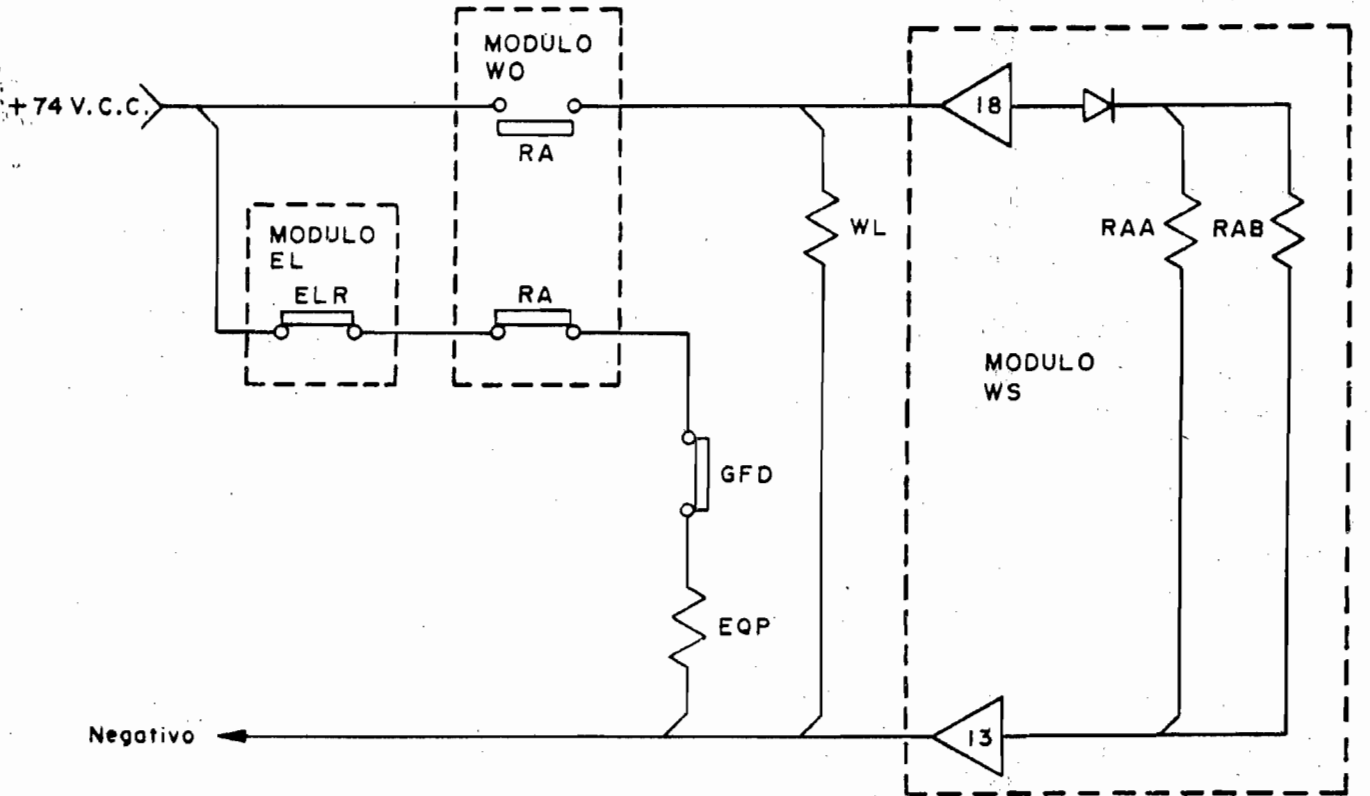 MODULO
WO
+74 V.C.C.
RA
18
MODULO
EL
ELR
RA
WL
RAA
RAB
MODULO
WS
GFD
EQP
Negativo
13